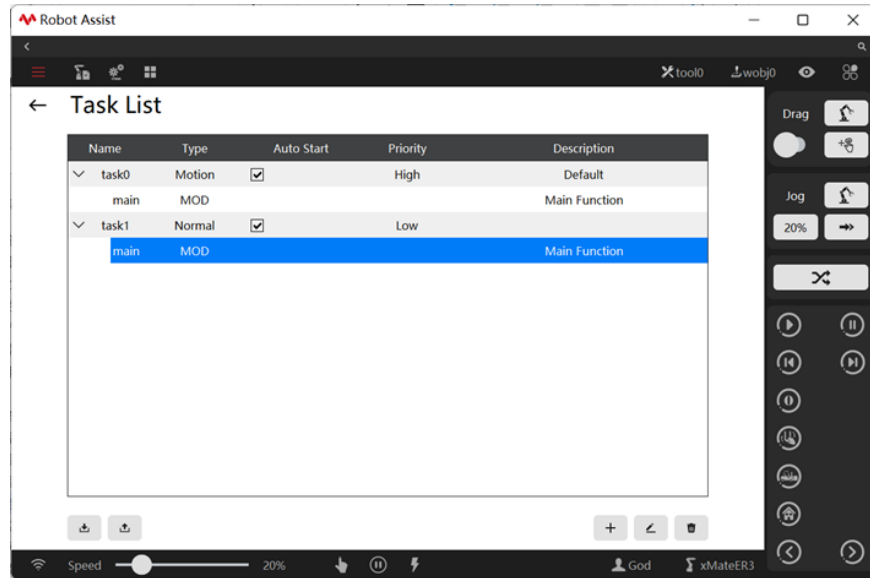 Robot Assist
tool0 wobj0
Task List
Name Type Auto Start Priority Description
task0 Motion High Default
main MOD Main Function
task1 Normal Low
main MOD Main Function
Drag
Jog
20%
Speed 20% God xMateER3